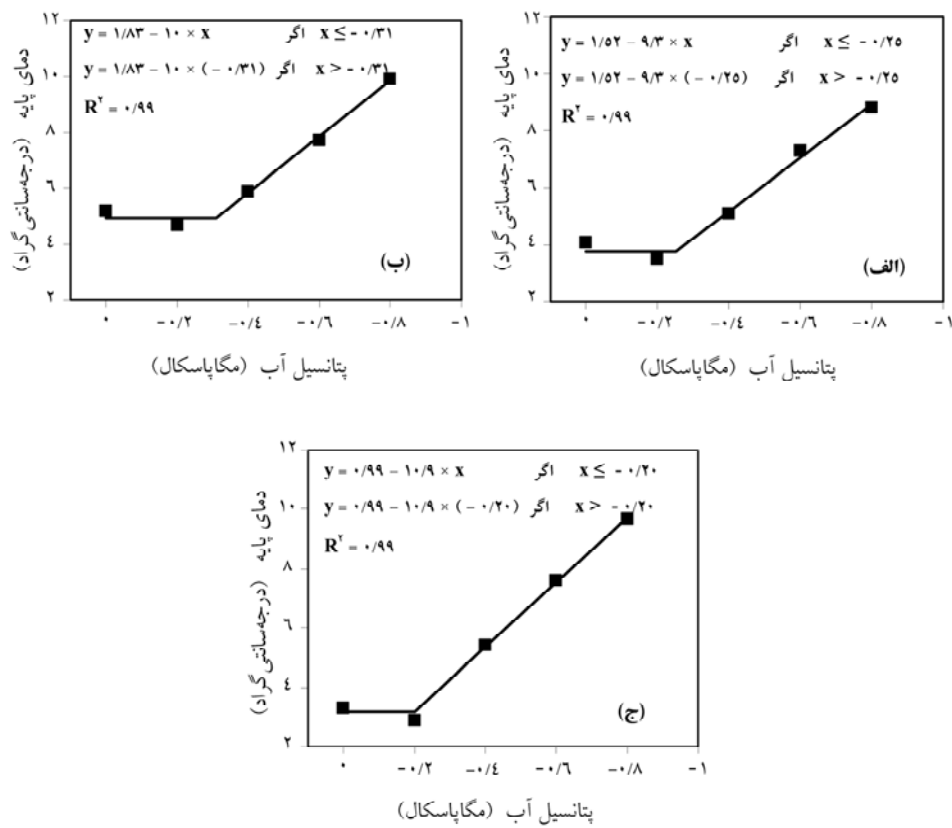 y = ۱/۵۲ – ۹/۳ × x اگر x ≤ - ۰/۲۵
y = ۱/۵۲ – ۹/۳ × (– ۰/۲۵) اگر x > - ۰/۲۵
R۲ = ۰/۹۹
(الف)
۱۲
۱۰
۸
۶
۴
۲
۰ –۰/۲ –۰/۴ –۰/۶ –۰/۸ –۱
دمای پایه (درجه‌سانتی‌گراد)
پتانسیل آب (مگاپاسکال)
y = ۱/۸۳ – ۱۰ × x اگر x ≤ - ۰/۳۱
y = ۱/۸۳ – ۱۰ × (– ۰/۳۱) اگر x > - ۰/۳۱
R۲ = ۰/۹۹
(ب)
۱۲
۱۰
۸
۶
۴
۲
۰ –۰/۲ –۰/۴ –۰/۶ –۰/۸ –۱
دمای پایه (درجه‌سانتی‌گراد)
پتانسیل آب (مگاپاسکال)
y = ۰/۹۹ – ۱۰/۹ × x اگر x ≤ - ۰/۲۰
y = ۰/۹۹ – ۱۰/۹ × (– ۰/۲۰) اگر x > - ۰/۲۰
R۲ = ۰/۹۹
(ج)
۱۲
۱۰
۸
۶
۴
۲
۰ –۰/۲ –۰/۴ –۰/۶ –۰/۸ –۱
دمای پایه (درجه‌سانتی‌گراد)
پتانسیل آب (مگاپاسکال)